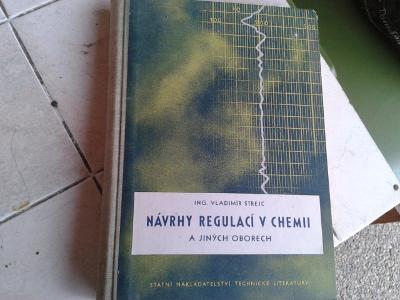 ING. VLADIMÍR STREJC
NÁVRHY REGULACÍ V CHEMII
A JINÝCH OBORECH
STÁTNÍ NAKLADATELSTVÍ TECHNICKÉ LITERATURY